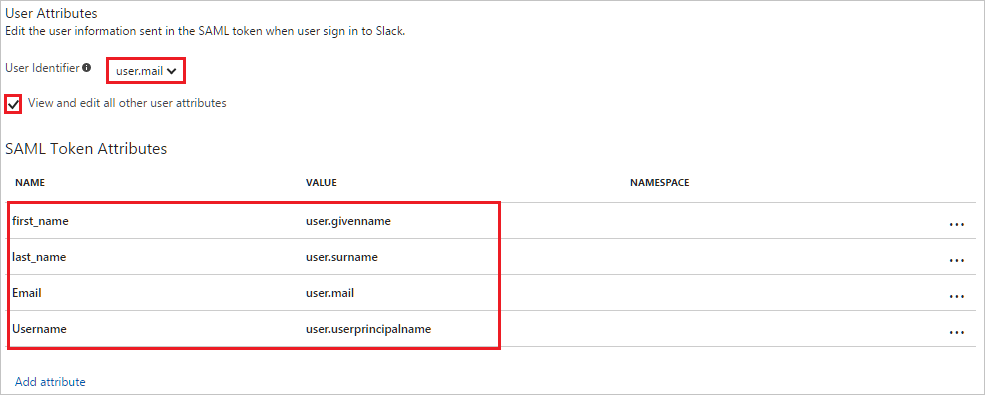 User Attributes
Edit the user information sent in the SAML token when user sign in to Slack.
User Identifier user.mail
View and edit all other user attributes
SAML Token Attributes
NAME VALUE NAMESPACE
first_name user.givenname ...
last_name user.surname ...
Email user.mail ...
Username user.userprincipalname ...
Add attribute